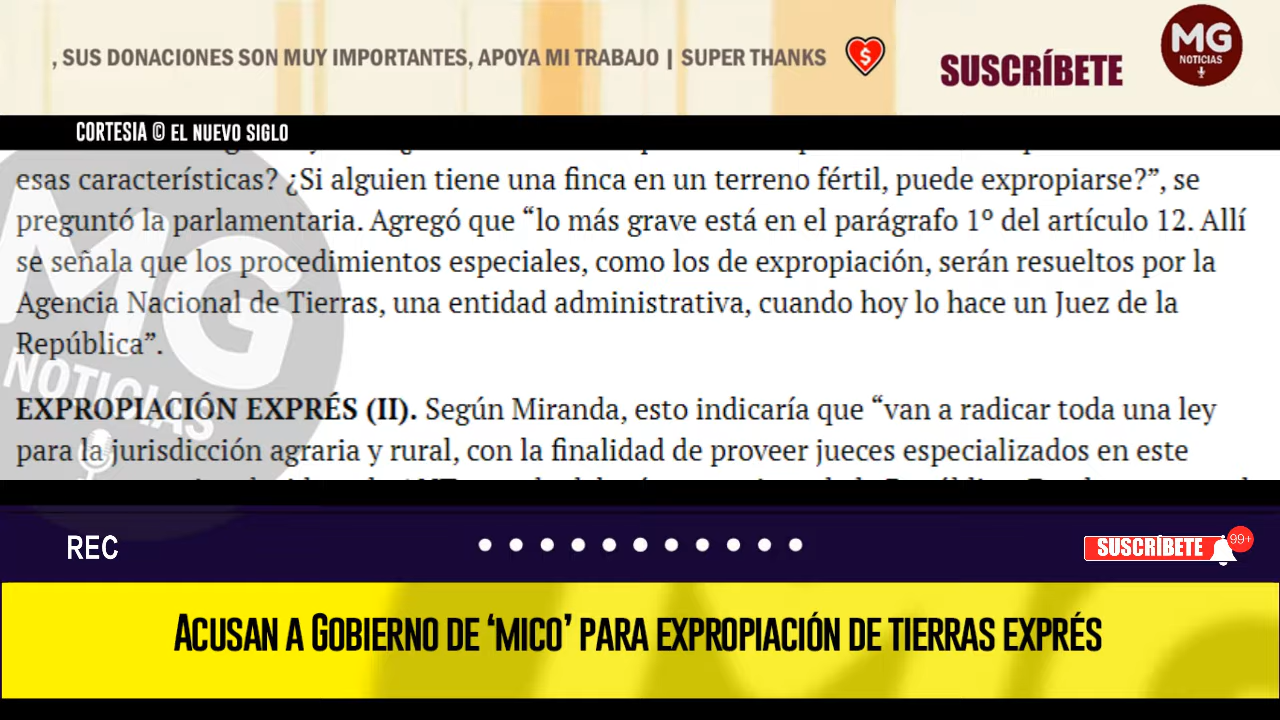 , SUS DONACIONES SON MUY IMPORTANTES, APOYA MI TRABAJO | SUPER THANKS
SUSCRÍBETE
MG
NOTICIAS
CORTESIA © EL NUEVO SIGLO
esas características? ¿Si alguien tiene una finca en un terreno fértil, puede expropiarse?”, se
preguntó la parlamentaria. Agregó que “lo más grave está en el parágrafo 1º del artículo 12. Allí
se señala que los procedimientos especiales, como los de expropiación, serán resueltos por la
Agencia Nacional de Tierras, una entidad administrativa, cuando hoy lo hace un Juez de la
República”.
MG
NOTICIAS
EXPROPIACIÓN EXPRÉS (II). Según Miranda, esto indicaría que “van a radicar toda una ley
para la jurisdicción agraria y rural, con la finalidad de proveer jueces especializados en este
REC
SUSCRÍBETE
99+
ACUSAN A GOBIERNO DE ‘MICO’ PARA EXPROPIACIÓN DE TIERRAS EXPRÉS